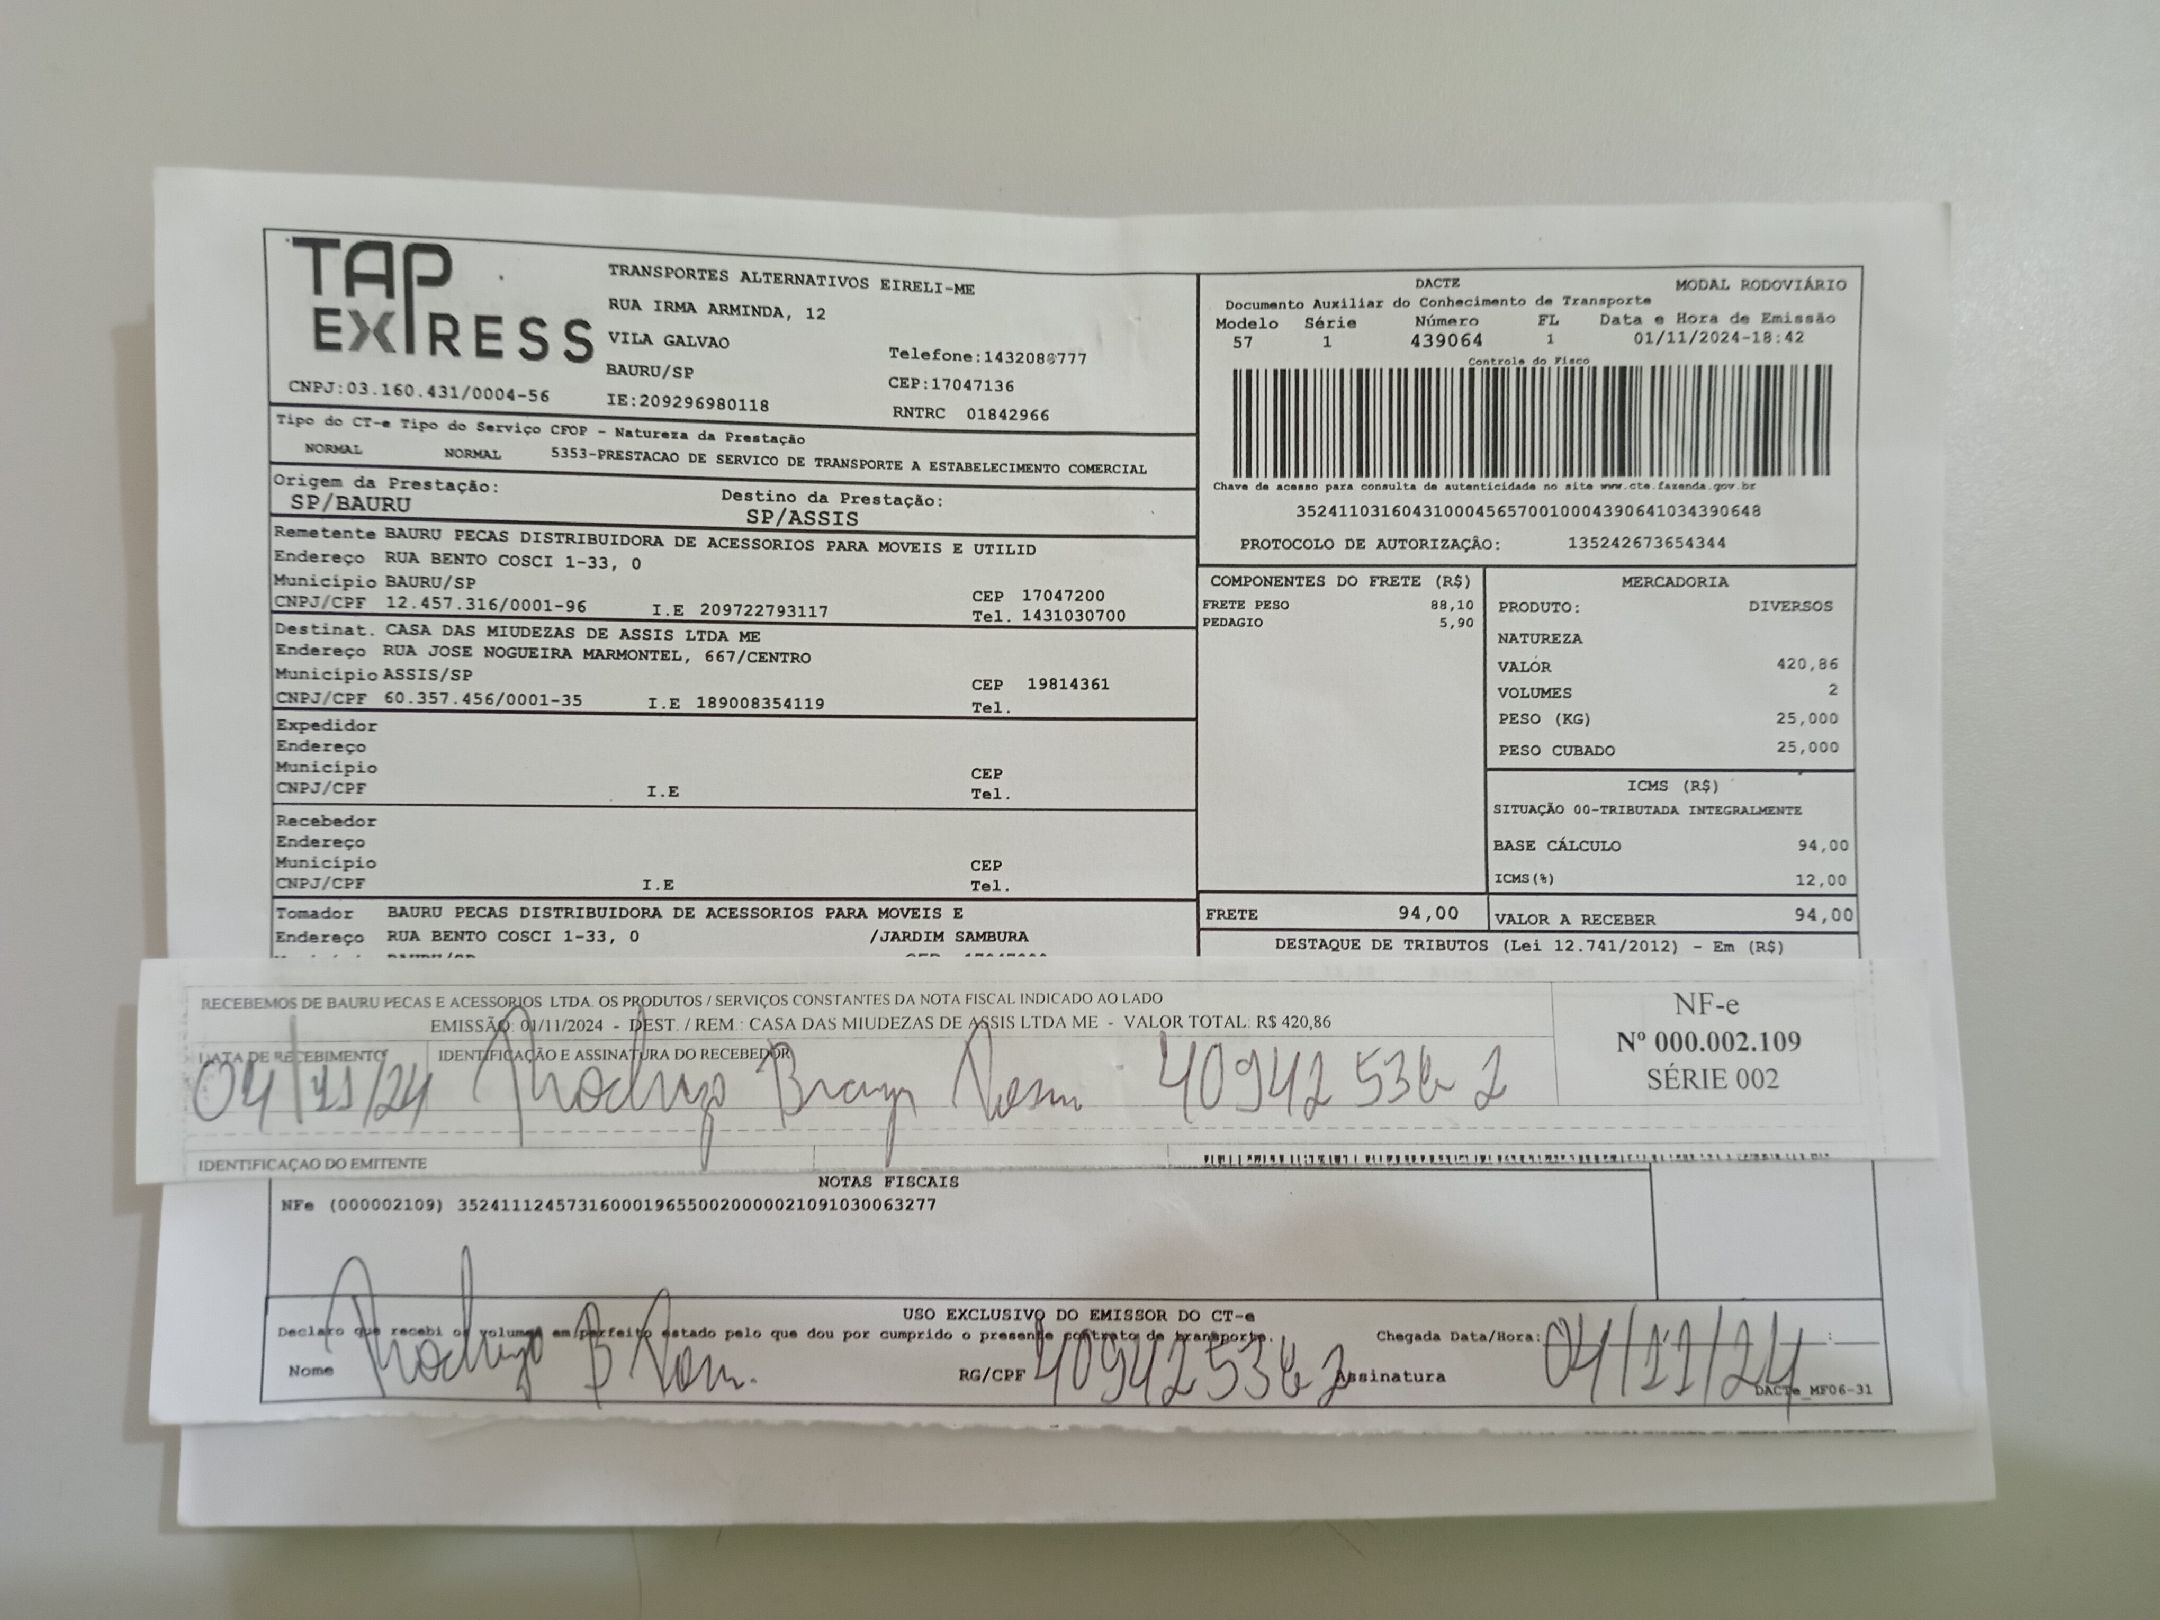 TAP EXPRESS
CNPJ:03.160.431/0004-56
TRANSPORTES ALTERNATIVOS EIRELI-ME
RUA IRMA ARMINDA, 12
VILA GALVAO
BAURU/SP
IE:209296980118
Telefone:1432088777
CEP:17047136
RNTRC 01842966
DACTE MODAL RODOVIÁRIO
Documento Auxiliar do Conhecimento de Transporte
Modelo Série Número FL Data e Hora de Emissão
57 1 439064 1 01/11/2024-18:42
Controle do Fisco
Chave de acesso para consulta de autenticidade no site www.cte.fazenda.gov.br
35241103160431000456570010004390641034390648
PROTOCOLO DE AUTORIZAÇÂO: 135242673654344
Tipo do CT-e Tipo do Serviço CFOP - Natureza da Prestação
NORMAL NORMAL 5353-PRESTACAO DE SERVICO DE TRANSPORTE A ESTABELECIMENTO COMERCIAL
Origem da Prestação: Destino da Prestação:
SP/BAURU SP/ASSIS
Remetente BAURU PECAS DISTRIBUIDORA DE ACESSORIOS PARA MOVEIS E UTILID
Endereço RUA BENTO COSCI 1-33, 0
Município BAURU/SP CEP 17047200
CNPJ/CPF 12.457.316/0001-96 I.E 209722793117 Tel. 1431030700
Destinat. CASA DAS MIUDEZAS DE ASSIS LTDA ME
Endereço RUA JOSE NOGUEIRA MARMONTEL, 667/CENTRO
Município ASSIS/SP CEP 19814361
CNPJ/CPF 60.357.456/0001-35 I.E 189008354119 Tel.
Expedidor
Endereço
Município CEP
CNPJ/CPF I.E Tel.
Recebedor
Endereço
Município CEP
CNPJ/CPF I.E Tel.
Tomador BAURU PECAS DISTRIBUIDORA DE ACESSORIOS PARA MOVEIS E
Endereço RUA BENTO COSCI 1-33, 0 /JARDIM SAMBURA
COMPONENTES DO FRETE (R$)
FRETE PESO 88,10
PEDAGIO 5,90
FRETE 94,00
MERCADORIA
PRODUTO: DIVERSOS
NATUREZA
VALOR 420,86
VOLUMES 2
PESO (KG) 25,000
PESO CUBADO 25,000
ICMS (R$)
SITUAÇÃO 00-TRIBUTADA INTEGRALMENTE
BASE CÁLCULO 94,00
ICMS(%) 12,00
VALOR A RECEBER 94,00
DESTAQUE DE TRIBUTOS (Lei 12.741/2012) - Em (R$)
RECEBEMOS DE BAURU PECAS E ACESSORIOS LTDA. OS PRODUTOS / SERVIÇOS CONSTANTES DA NOTA FISCAL INDICADO AO LADO
EMISSÃO: 01/11/2024 - DEST. / REM.: CASA DAS MIUDEZAS DE ASSIS LTDA ME - VALOR TOTAL: R$ 420,86
DATA DE RECEBIMENTO IDENTIFICAÇÃO E ASSINATURA DO RECEBEDOR
04/11/24 Rodrigo 409425362
NF-e
Nº 000.002.109
SÉRIE 002
IDENTIFICAÇAO DO EMITENTE
NOTAS FISCAIS
NFe (000002109) 35241112457316000196550020000021091030063277
USO EXCLUSIVO DO EMISSOR DO CT-e
Declaro que recebi os volumes em perfeito estado pelo que dou por cumprido o presente contrato de transporte. Chegada Data/Hora: 04/11/24 :
Nome Rodrigo B RG/CPF 409425362 Assinatura
DACTe_MF06-31